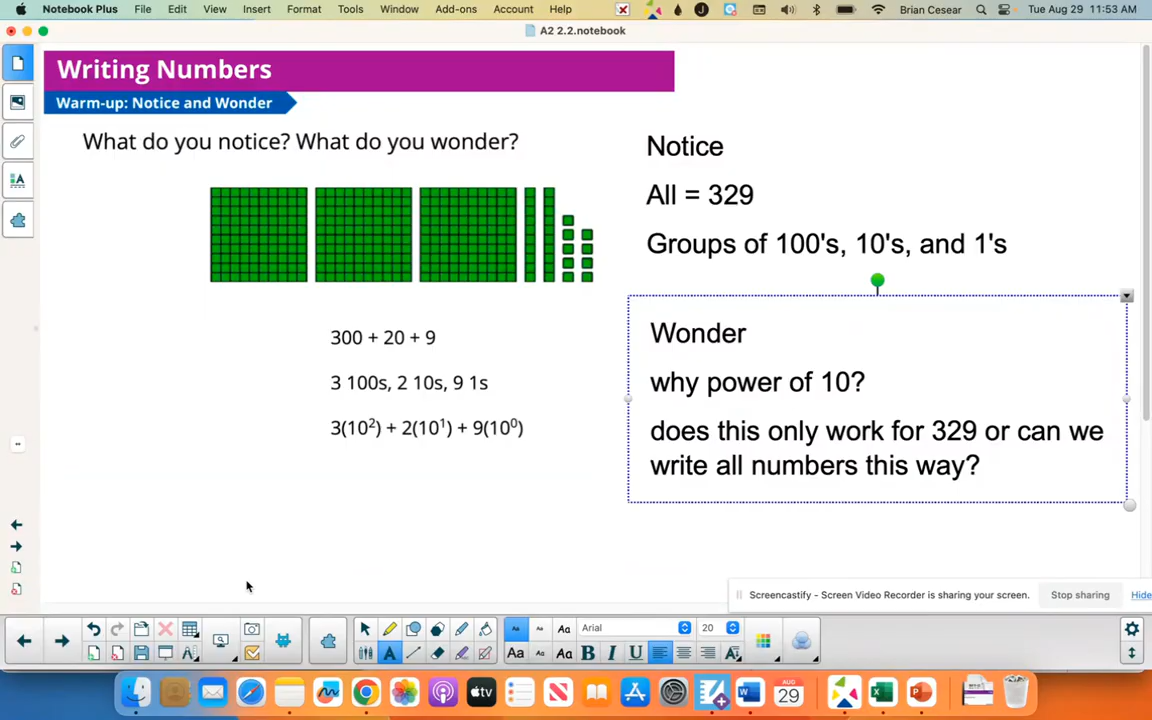 Notebook Plus File Edit View Insert Format Tools Window Add-ons Account Help Brian Cesear Tue Aug 29 11:53 AM
A2 2.2.notebook
Writing Numbers
Warm-up: Notice and Wonder
What do you notice? What do you wonder?
300 + 20 + 9
3 100s, 2 10s, 9 1s
3(10²) + 2(10¹) + 9(10⁰)
Notice
All = 329
Groups of 100's, 10's, and 1's
Wonder
why power of 10?
does this only work for 329 or can we
write all numbers this way?
Screencastify - Screen Video Recorder is sharing your screen. Stop sharing Hide
Arial 20
B I U
AUG
29